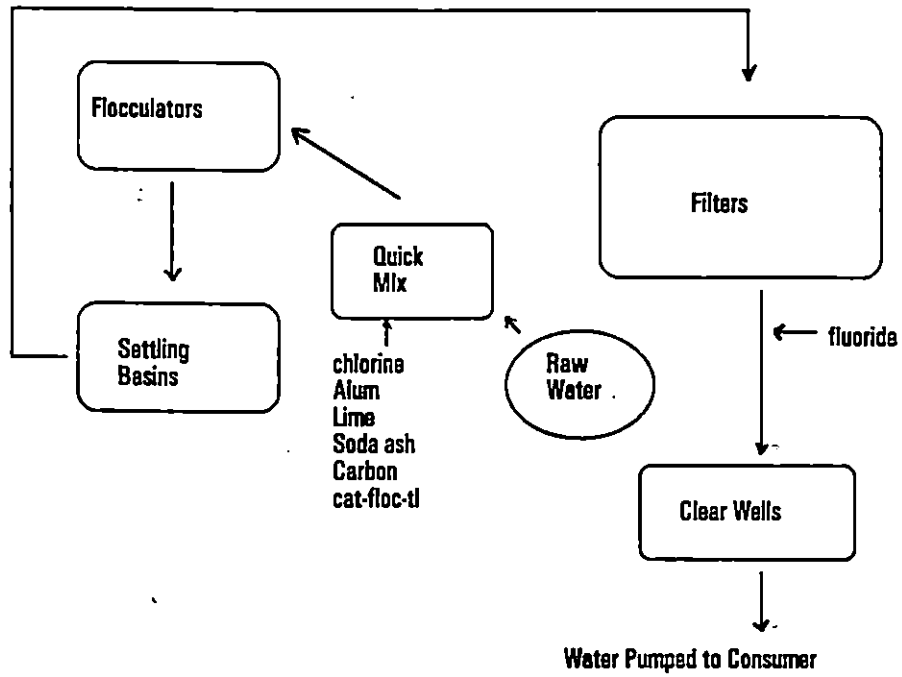 Flocculators
Filters
Quick
Mix
fluoride
Settling
Basins
Raw
Water
chlorine
Alum
Lime
Soda ash
Carbon
cat-floc-tl
Clear Wells
Water Pumped to Consumer